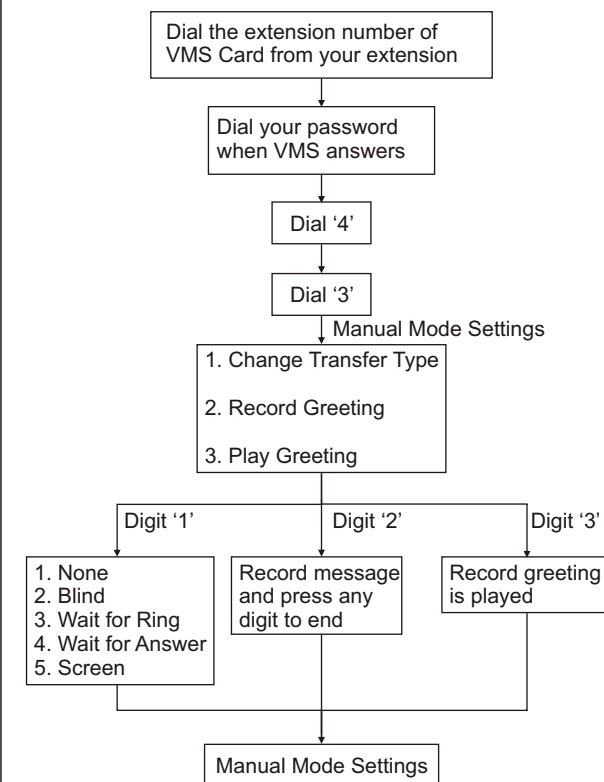 Dial the extension number of
VMS Card from your extension
Dial your password
when VMS answers
Dial ‘4’
Dial ‘3’
Manual Mode Settings
1. Change Transfer Type
2. Record Greeting
3. Play Greeting
Digit ‘1’
Digit ‘2’
Digit ‘3’
1. None
2. Blind
3. Wait for Ring
4. Wait for Answer
5. Screen
Record message
and press any
digit to end
Record greeting
is played
Manual Mode Settings